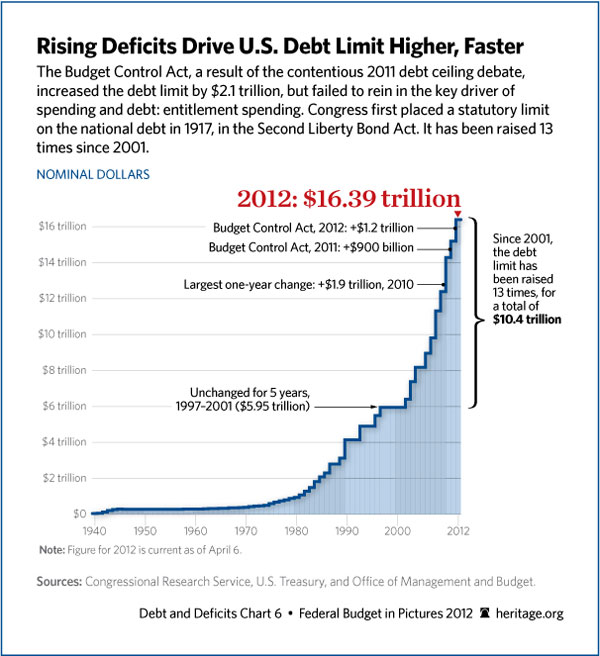 Rising Deficits Drive U.S. Debt Limit Higher, Faster
The Budget Control Act, a result of the contentious 2011 debt ceiling debate,
increased the debt limit by $2.1 trillion, but failed to rein in the key driver of
spending and debt: entitlement spending. Congress first placed a statutory limit
on the national debt in 1917, in the Second Liberty Bond Act. It has been raised 13
times since 2001.
NOMINAL DOLLARS
2012: $16.39 trillion
$16 trillion
$14 trillion
$12 trillion
$10 trillion
$8 trillion
$6 trillion
$4 trillion
$2 trillion
$0
Budget Control Act, 2012: +$1.2 trillion
Budget Control Act, 2011: +$900 billion
Largest one-year change: +$1.9 trillion, 2010
Unchanged for 5 years,
1997–2001 ($5.95 trillion)
Since 2001,
the debt
limit has
been raised
13 times, for
a total of
$10.4 trillion
1940 1950 1960 1970 1980 1990 2000 2012
Note: Figure for 2012 is current as of April 6.
Sources: Congressional Research Service, U.S. Treasury, and Office of Management and Budget.
Debt and Deficits Chart 6 • Federal Budget in Pictures 2012 heritage.org